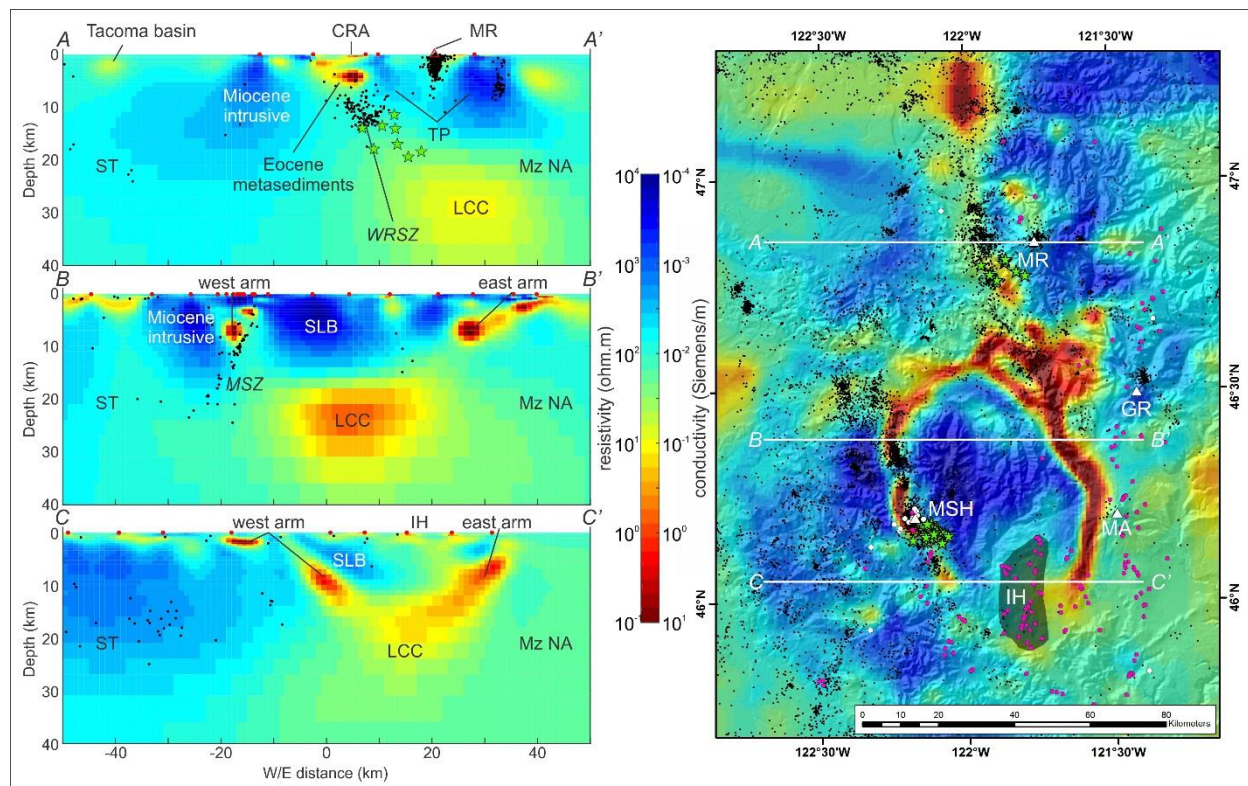 A
Tacoma basin
CRA
MR
A'
0
10
20
30
40
Depth (km)
Miocene
intrusive
TP
ST
Eocene
metasediments
Mz NA
WRSZ
LCC
B
west arm
east arm
B'
0
10
20
30
40
Depth (km)
Miocene
intrusive
SLB
MSZ
ST
LCC
Mz NA
C
west arm
IH
east arm
C'
0
10
20
30
40
Depth (km)
SLB
ST
LCC
Mz NA
-40
-20
0
20
40
W/E distance (km)
resistivity (ohm.m)
10⁴
10³
10²
10¹
10⁰
10⁻¹
10⁻⁴
10⁻³
10⁻²
10⁻¹
10⁰
10¹
conductivity (Siemens/m)
122°30'W
122°W
121°30'W
47°N
47°N
A
A'
MR
46°30'N
GR
B
B'
MSH
MA
C
C'
46°N
IH
46°N
0 5 10 20 40 60 80
Kilometers
122°30'W
122°W
121°30'W